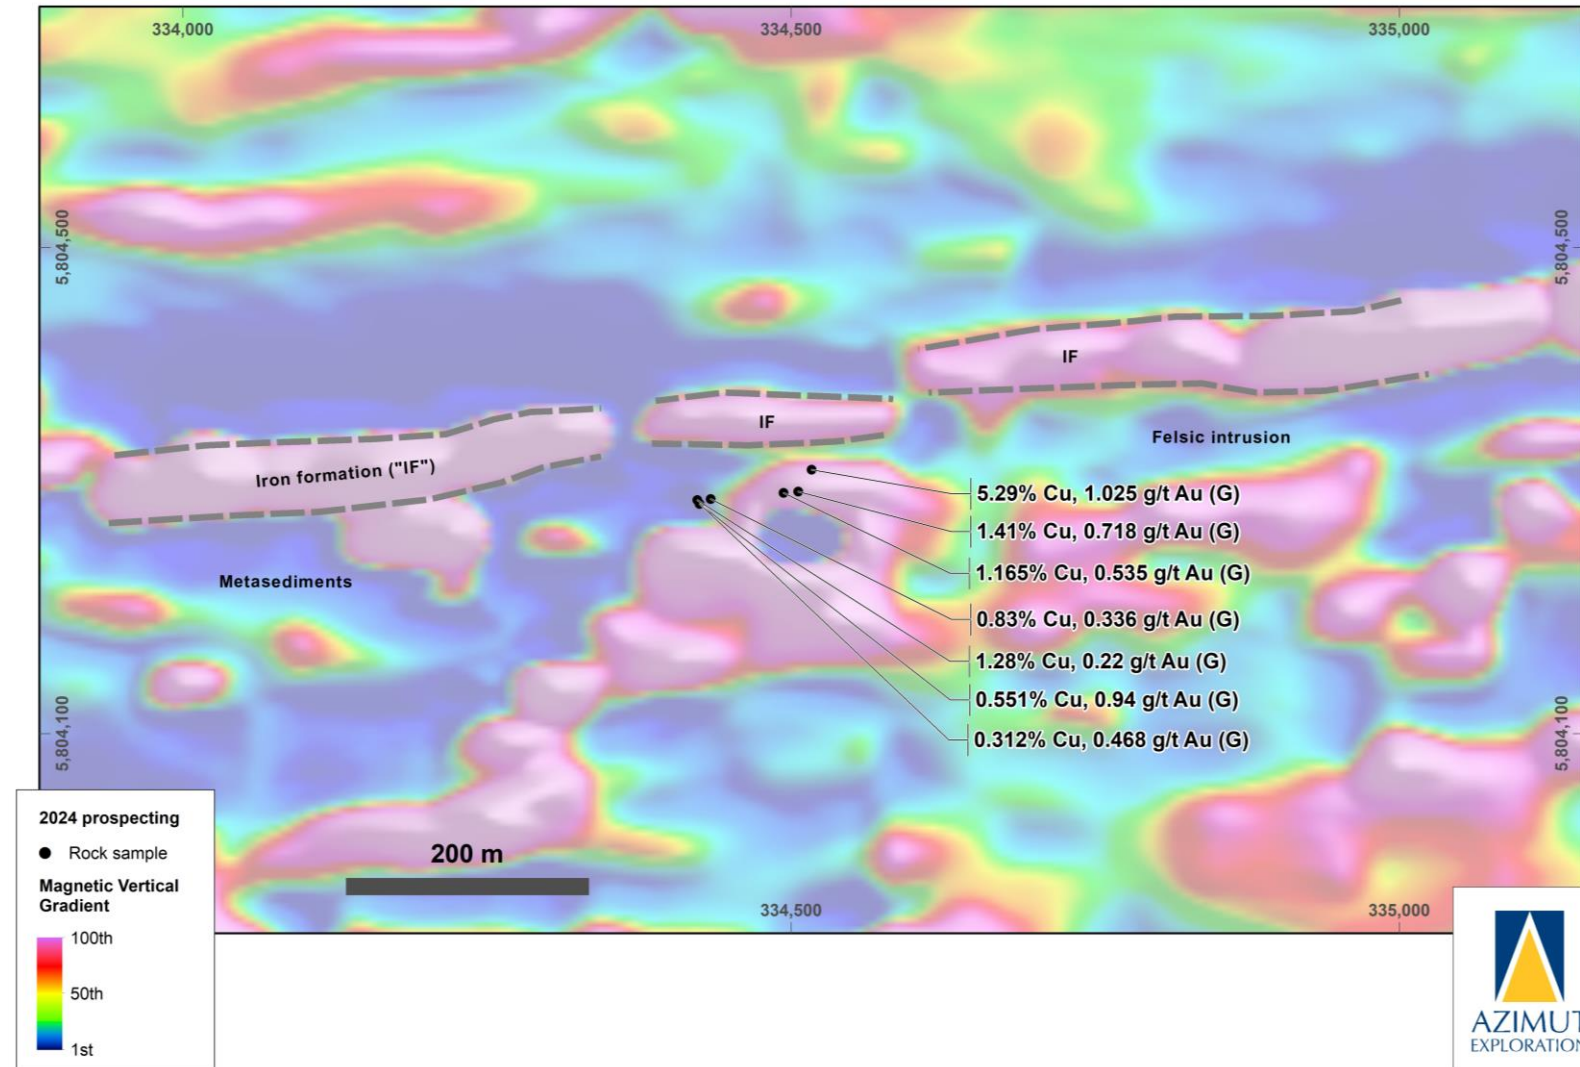 334,000
334,500
335,000
5,804,500
5,804,500
IF
IF
Felsic intrusion
Iron formation ("IF")
5.29% Cu, 1.025 g/t Au (G)
1.41% Cu, 0.718 g/t Au (G)
1.165% Cu, 0.535 g/t Au (G)
Metasediments
0.83% Cu, 0.336 g/t Au (G)
1.28% Cu, 0.22 g/t Au (G)
0.551% Cu, 0.94 g/t Au (G)
0.312% Cu, 0.468 g/t Au (G)
5,804,100
5,804,100
200 m
334,500
335,000
2024 prospecting
Rock sample
Magnetic Vertical
Gradient
100th
50th
1st
AZIMUT
EXPLORATION